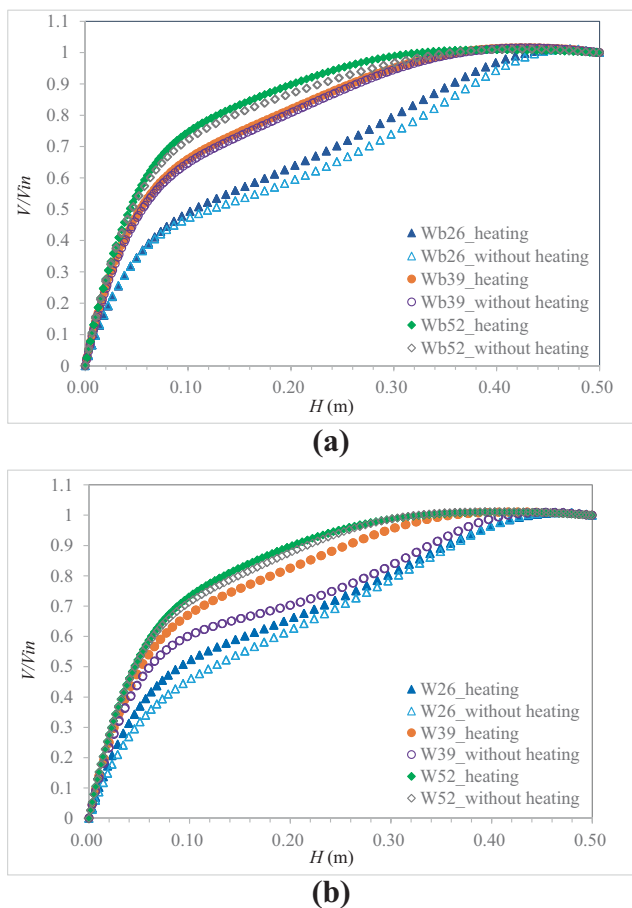 1.1
1
0.9
0.8
0.7
0.6
0.5
0.4
0.3
0.2
0.1
0
V/Vin
Wb26_heating
Wb26_without heating
Wb39_heating
Wb39_without heating
Wb52_heating
Wb52_without heating
0.00 0.10 0.20 0.30 0.40 0.50
H (m)
(a)
1.1
1
0.9
0.8
0.7
0.6
0.5
0.4
0.3
0.2
0.1
0
V/Vin
W26_heating
W26_without heating
W39_heating
W39_without heating
W52_heating
W52_without heating
0.00 0.10 0.20 0.30 0.40 0.50
H (m)
(b)